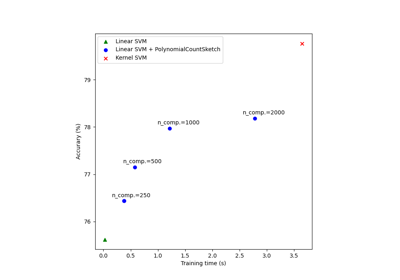 Linear SVM
Linear SVM + PolynomialCountSketch
Kernel SVM
79
n_comp.=2000
n_comp.=1000
78
n_comp.=500
77
n_comp.=250
76
Accurary (%)
0.0 0.5 1.0 1.5 2.0 2.5 3.0 3.5
Training time (s)